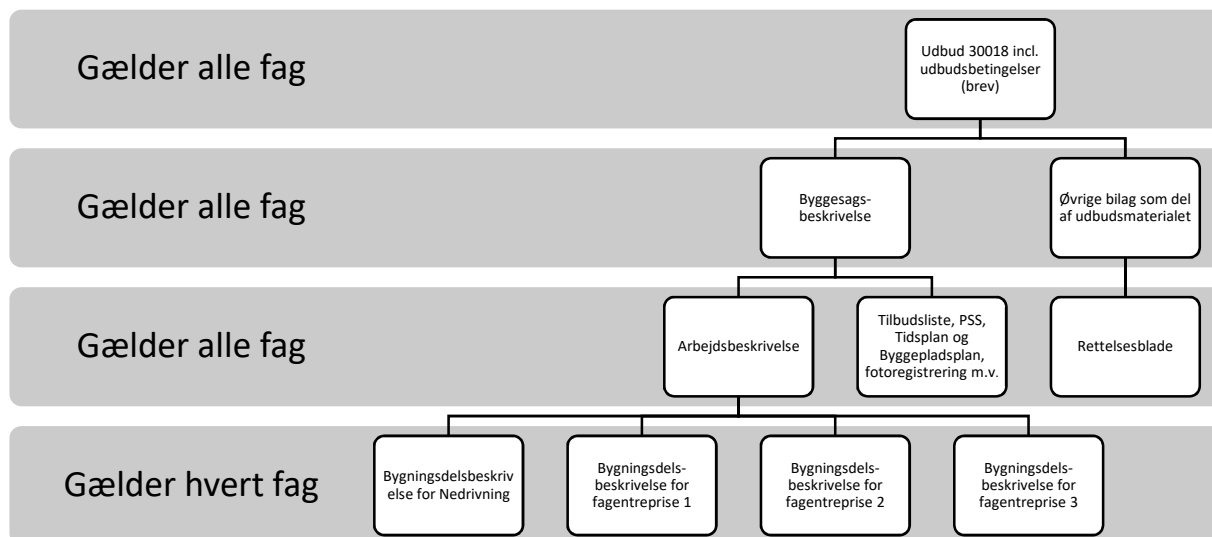 Gælder alle fag
Udbud 30018 incl.
udbudsbetingelser
(brev)
Gælder alle fag
Byggesags-
beskrivelse
Øvrige bilag som del
af udbudsmaterialet
Gælder alle fag
Arbejdsbeskrivelse
Tilbudsliste, PSS,
Tidsplan og
Byggepladsplan,
fotoregistrering m.v.
Rettelsesblade
Gælder hvert fag
Bygningsdelsbeskriv
else for Nedrivning
Bygningsdels-
beskrivelse for
fagentreprise 1
Bygningsdels-
beskrivelse for
fagentreprise 2
Bygningsdels-
beskrivelse for
fagentreprise 3